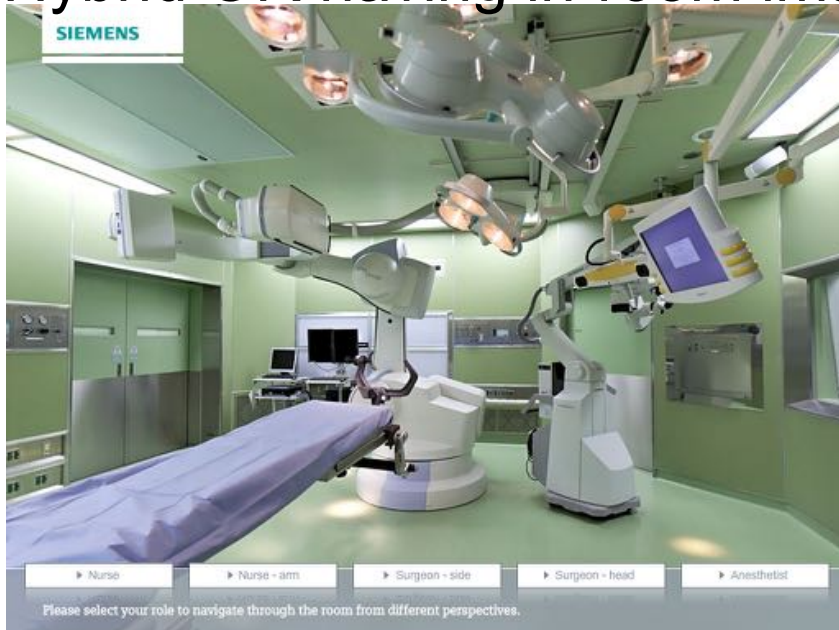 SIEMENS
Nurse
Nurse - arm
Surgeon - side
Surgeon - head
Anesthetist
Please select your role to navigate through the room from different perspectives.